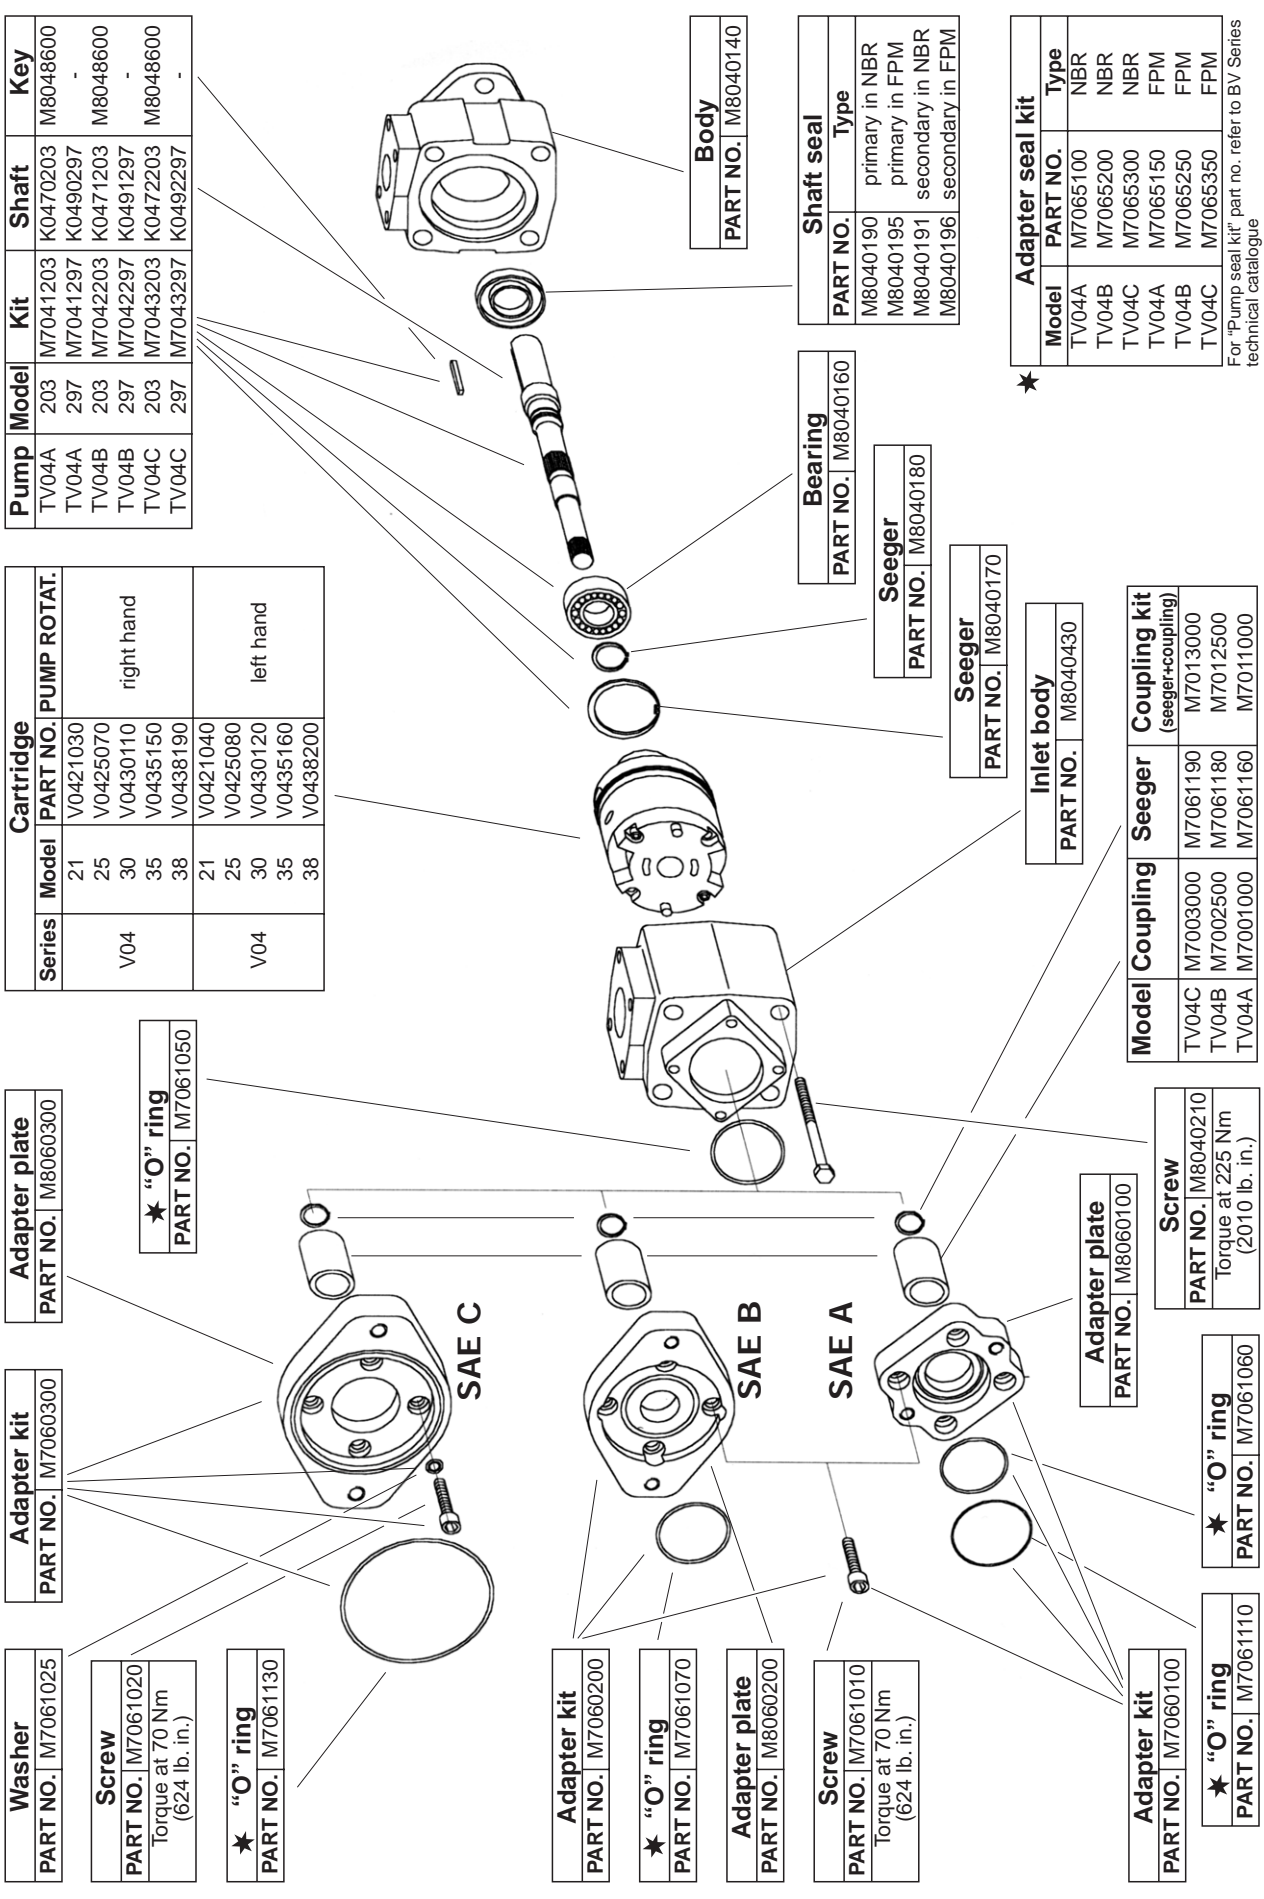 Washer
PART NO. M7061025
Screw
PART NO. M7061020
Torque at 70 Nm
(624 lb. in.)
★ "O" ring
PART NO. M7061130
Adapter kit
PART NO. M7060300
Adapter plate
PART NO. M8060300
★ "O" ring
PART NO. M7061050
Cartridge
Series Model PART NO. PUMP ROTAT.
V04 right hand
21 V0421030
25 V0425070
30 V0430110
35 V0435150
38 V0438190
V04 left hand
21 V0421040
25 V0425080
30 V0430120
35 V0435160
38 V0438200
Pump Model Kit Shaft Key
TV04A 203 M7041203 K0470203 M8048600
TV04A 297 M7041297 K0490297 -
TV04B 203 M7042203 K0471203 M8048600
TV04B 297 M7042297 K0491297 -
TV04C 203 M7043203 K0472203 M8048600
TV04C 297 M7043297 K0492297 -
SAE C
SAE B
SAE A
Adapter kit
PART NO. M7060200
★ "O" ring
PART NO. M7061070
Adapter plate
PART NO. M8060200
Screw
PART NO. M7061010
Torque at 70 Nm
(624 lb. in.)
Adapter kit
PART NO. M7060100
★ "O" ring
PART NO. M7061110
★ "O" ring
PART NO. M7061060
Adapter plate
PART NO. M8060100
Screw
PART NO. M8040210
Torque at 225 Nm
(2010 lb. in.)
Model Coupling Seeger Coupling kit
(seeger+coupling)
TV04C M7003000 M7061190 M7013000
TV04B M7002500 M7061180 M7012500
TV04A M7001000 M7061160 M7011000
Inlet body
PART NO. M8040430
Seeger
PART NO. M8040170
Seeger
PART NO. M8040180
Bearing
PART NO. M8040160
Body
PART NO. M8040140
Shaft seal
PART NO. Type
M8040190 primary in NBR
M8040195 primary in FPM
M8040191 secondary in NBR
M8040196 secondary in FPM
★
Adapter seal kit
Model PART NO. Type
TV04A M7065100 NBR
TV04B M7065200 NBR
TV04C M7065300 NBR
TV04A M7065150 FPM
TV04B M7065250 FPM
TV04C M7065350 FPM
For "Pump seal kit" part no. refer to BV Series
technical catalogue